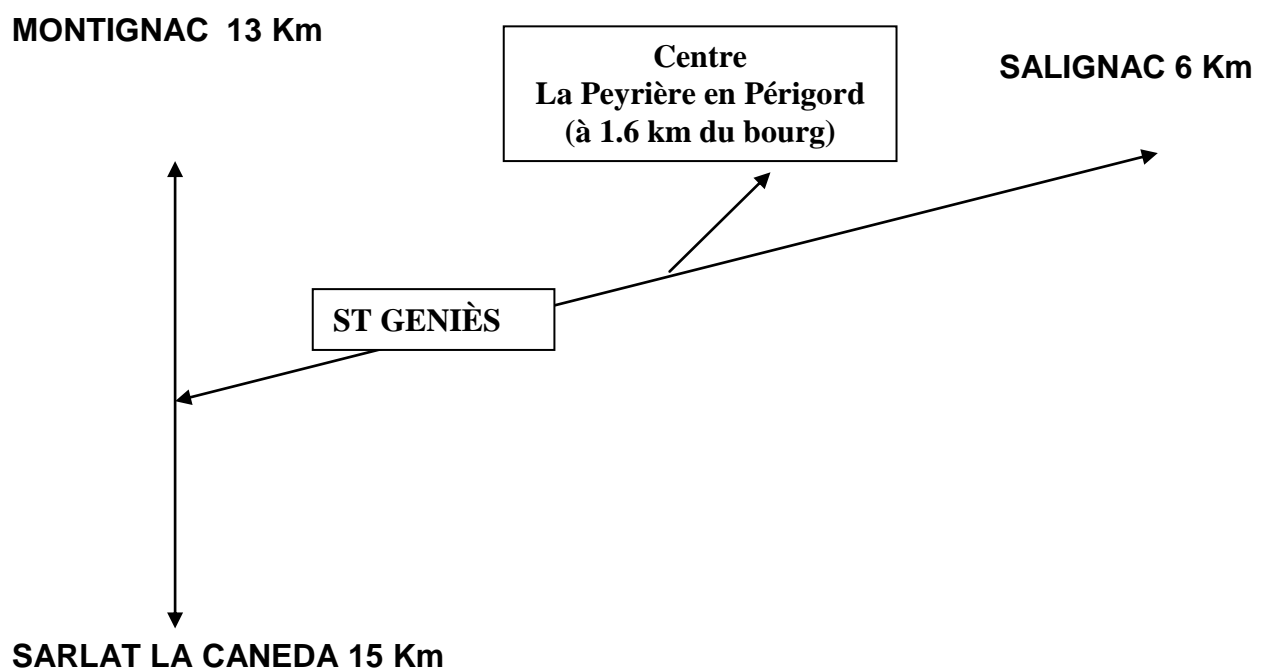 MONTIGNAC 13 Km
Centre
La Peyrière en Périgord
(à 1.6 km du bourg)
SALIGNAC 6 Km
ST GENIÈS
SARLAT LA CANEDA 15 Km